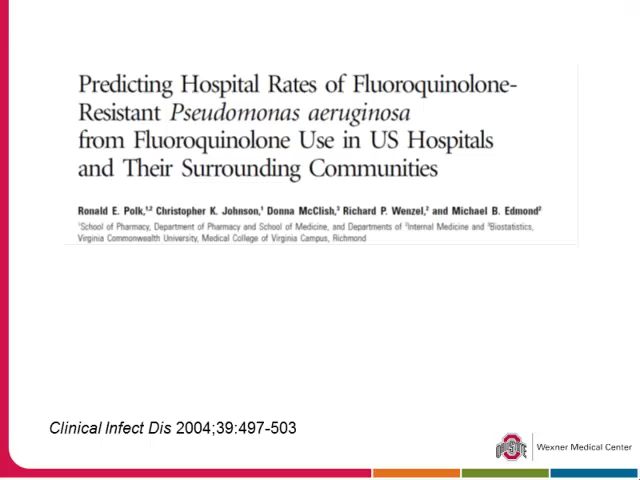 Predicting Hospital Rates of Fluoroquinolone-
Resistant Pseudomonas aeruginosa
from Fluoroquinolone Use in US Hospitals
and Their Surrounding Communities
Ronald E. Polk,1,2 Christopher K. Johnson,1 Donna McClish,3 Richard P. Wenzel,2 and Michael B. Edmond2
1School of Pharmacy, Department of Pharmacy and School of Medicine, and Departments of 2Internal Medicine and 3Biostatistics,
Virginia Commonwealth University, Medical College of Virginia Campus, Richmond
Clinical Infect Dis 2004;39:497-503
OHIO STATE
Wexner Medical Center